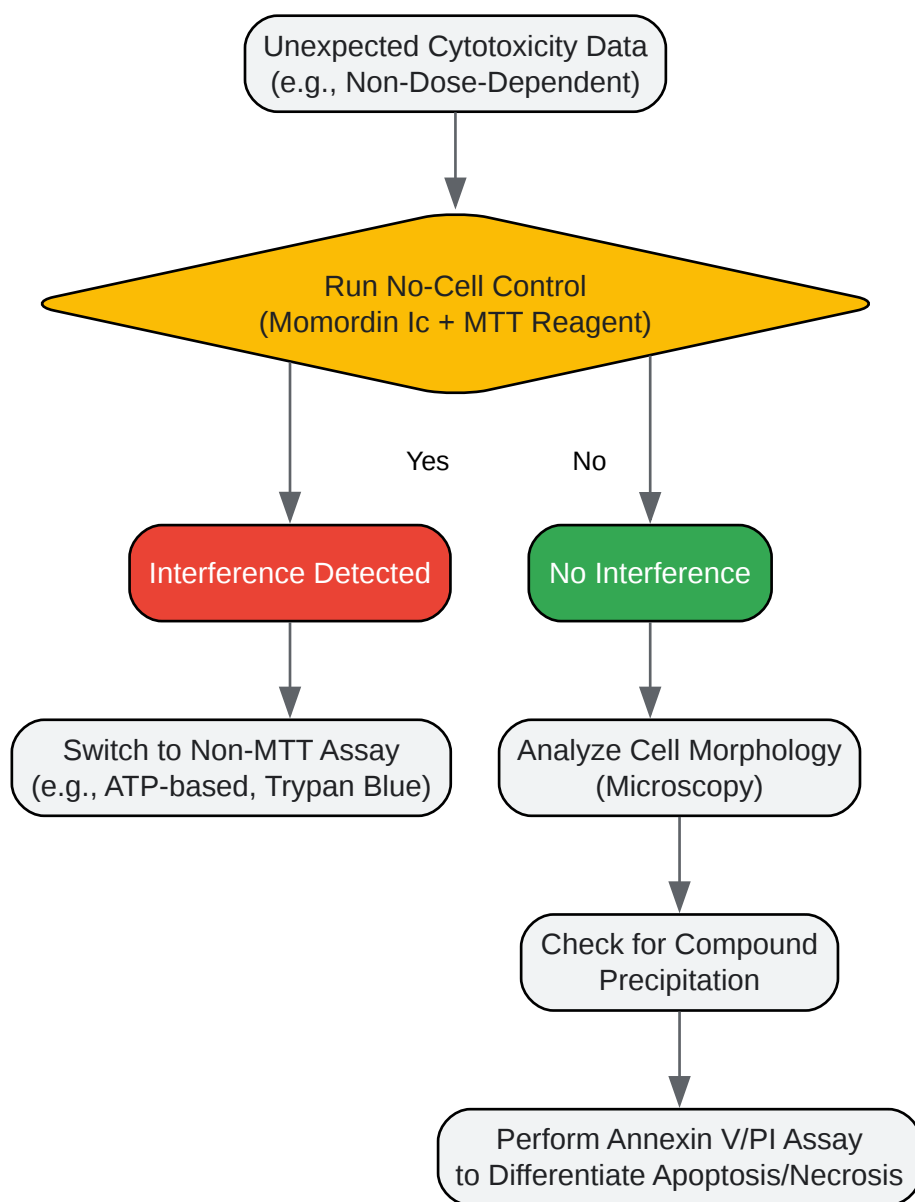 Unexpected Cytotoxicity Data
(e.g., Non-Dose-Dependent)
Run No-Cell Control
(Momordin Ic + MTT Reagent)
Yes
No
Interference Detected
No Interference
Switch to Non-MTT Assay
(e.g., ATP-based, Trypan Blue)
Analyze Cell Morphology
(Microscopy)
Check for Compound
Precipitation
Perform Annexin V/PI Assay
to Differentiate Apoptosis/Necrosis